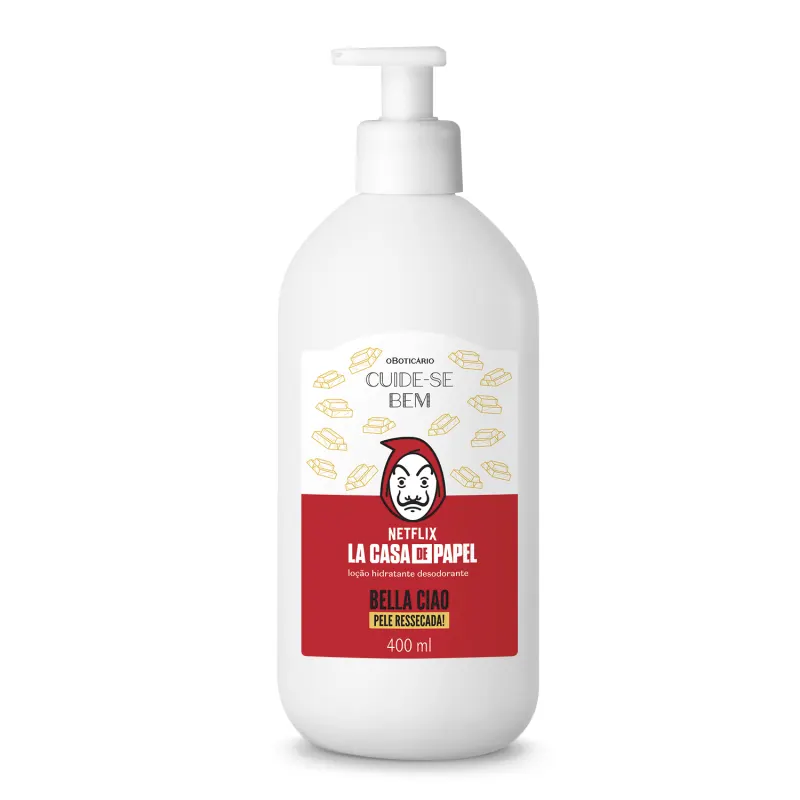 oBoticário
CUIDE-SE
BEM
NETFLIX
LA CASA DE PAPEL
loção hidratante desodorante
BELLA CIAO
PELE RESSECADA!
400 ml